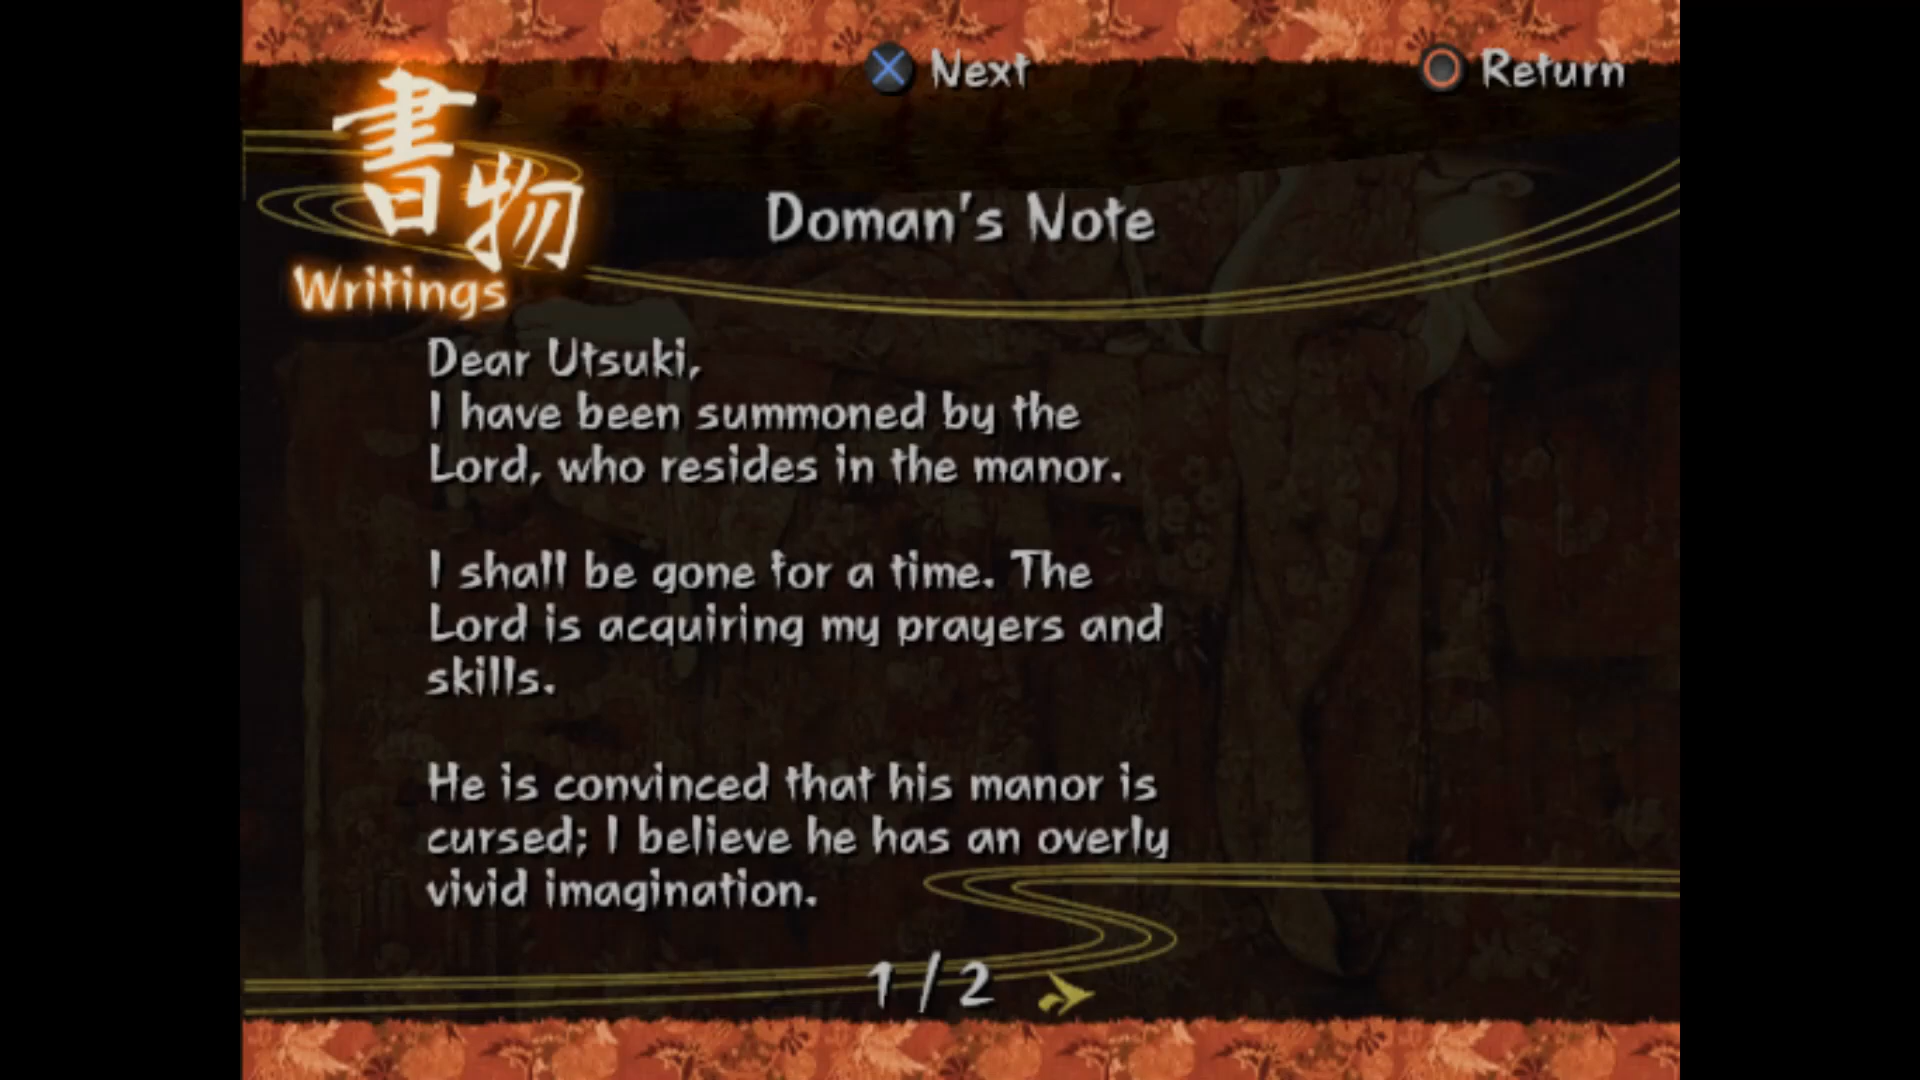 Next
Return
書物
Writings
Doman's Note
Dear Utsuki,
I have been summoned by the
Lord, who resides in the manor.
I shall be gone for a time. The
Lord is acquiring my prayers and
skills.
He is convinced that his manor is
cursed; I believe he has an overly
vivid imagination.
1 / 2